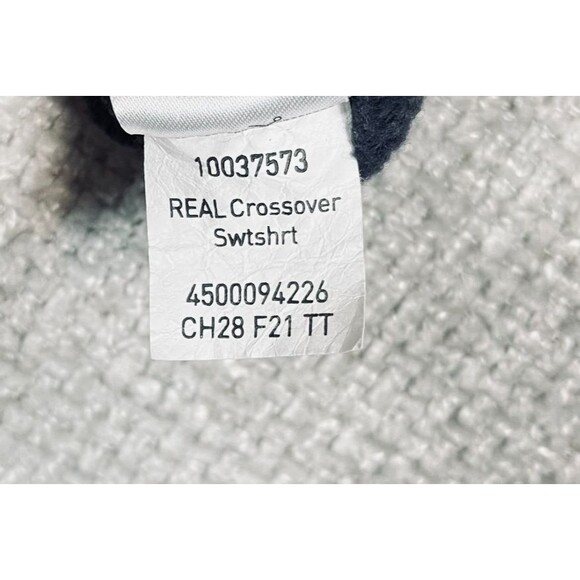 10037573
REAL Crossover
Swtshrt
4500094226
CH28 F21 TT